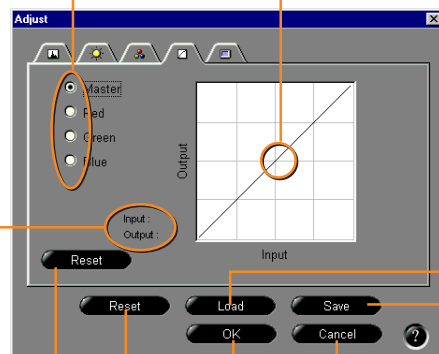 Adjust
Master
Red
Green
Blue
Output
Input :
Output :
Input
Reset
Reset
Load
Save
OK
Cancel
?